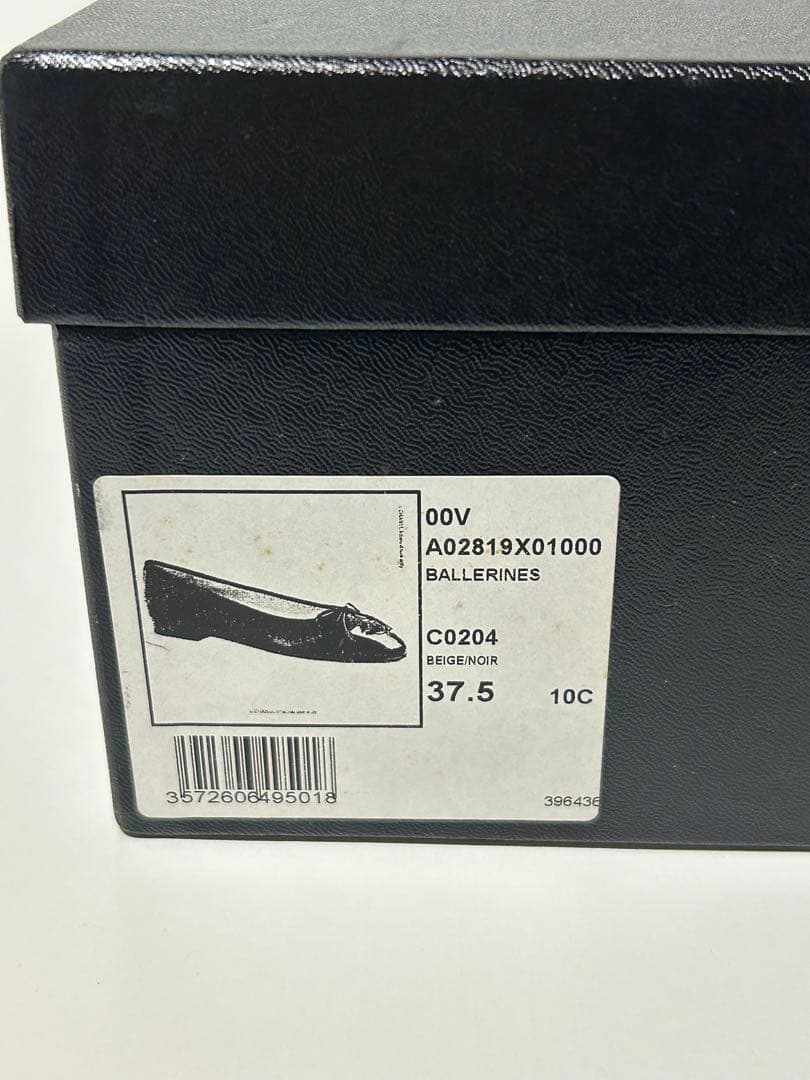 00V
A02819X01000
BALLERINES
C0204
BEIGE/NOIR
37.5 10C
3572606495018
396436